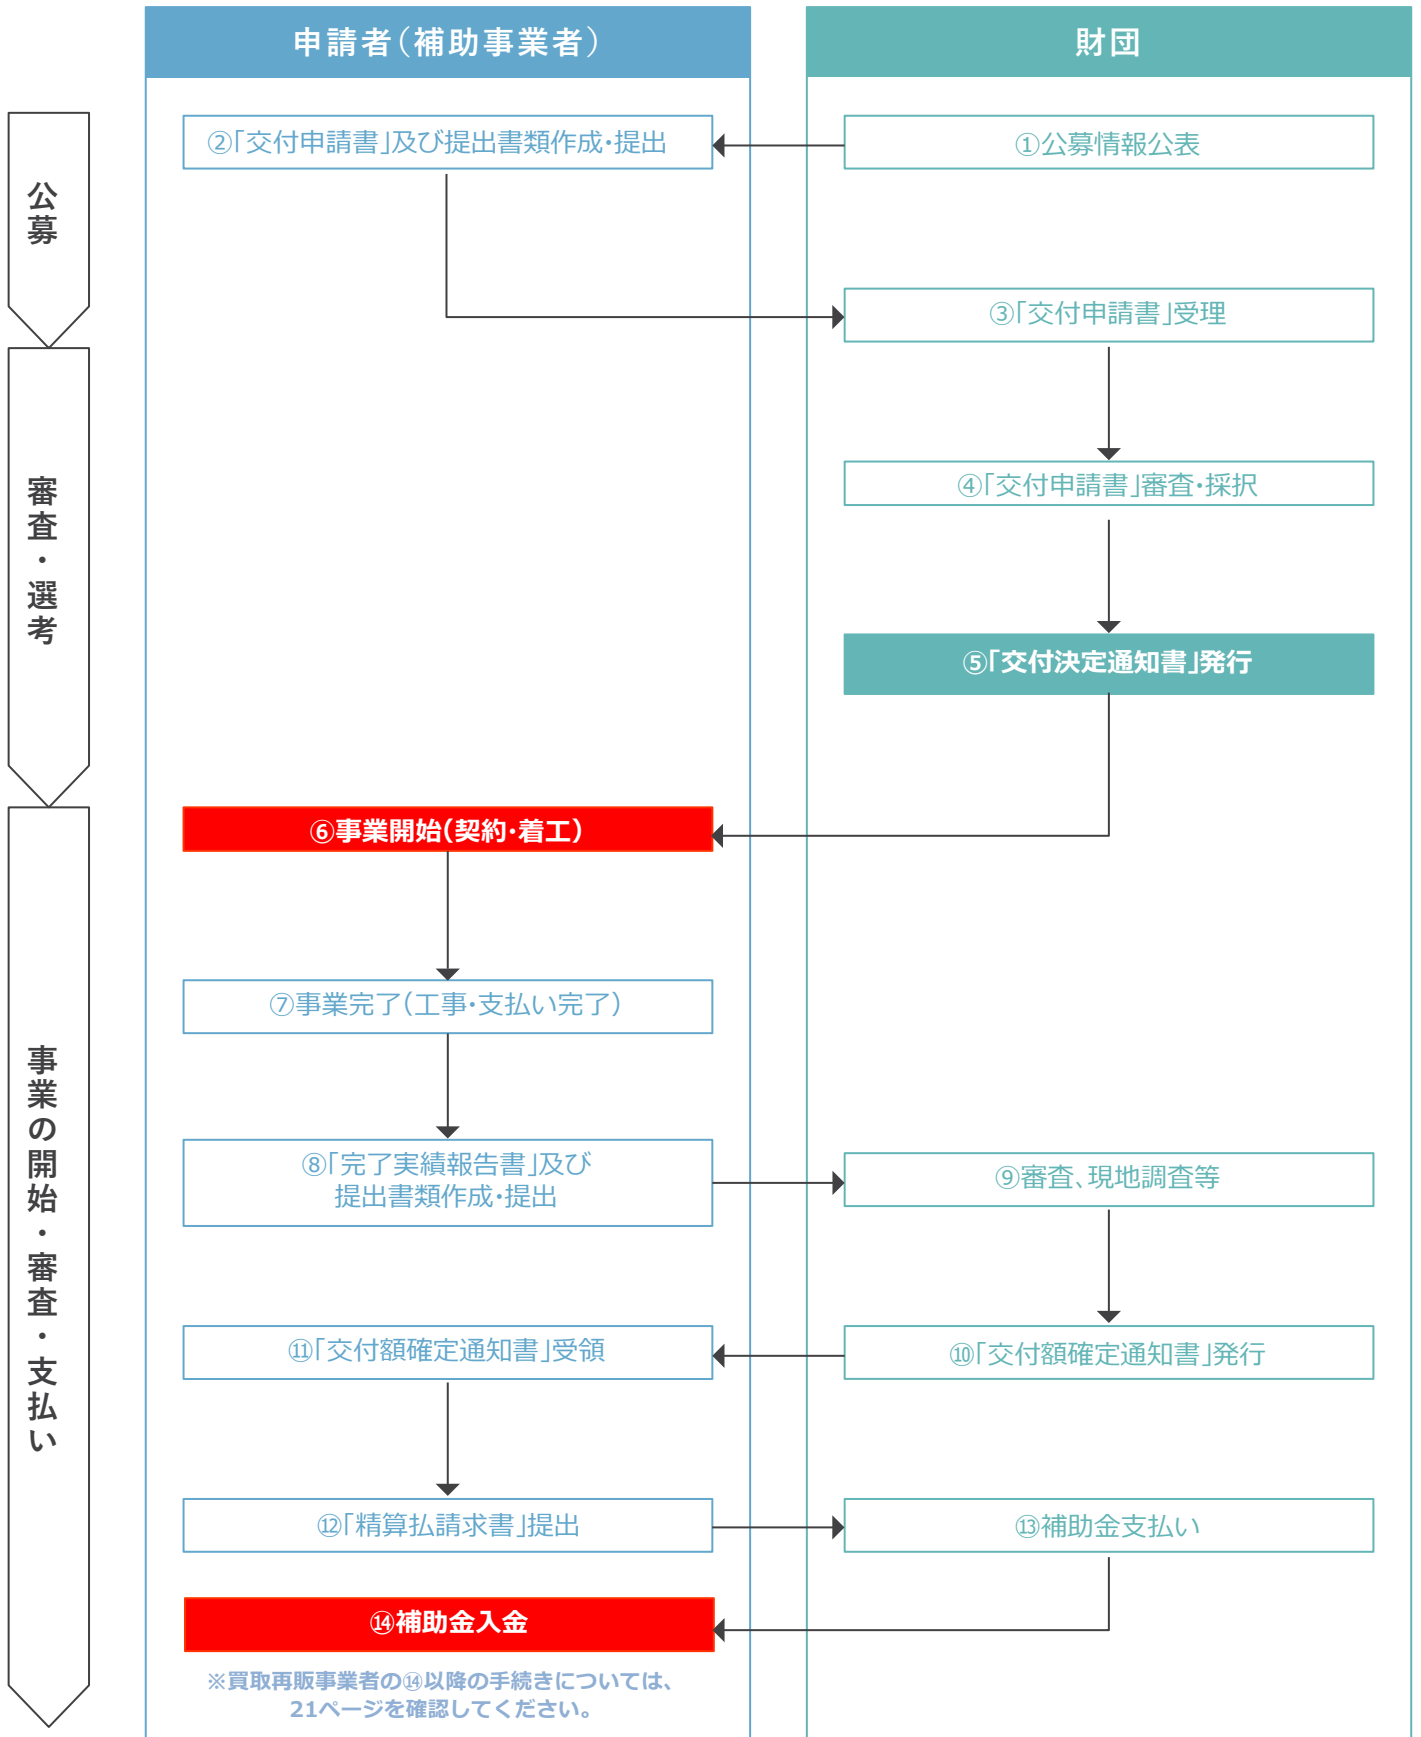 申請者（補助事業者）
財団
公募
②「交付申請書」及び提出書類作成・提出
①公募情報公表
③「交付申請書」受理
審査・選考
④「交付申請書」審査・採択
⑤「交付決定通知書」発行
事業の開始・審査・支払い
⑥事業開始（契約・着工）
⑦事業完了（工事・支払い完了）
⑧「完了実績報告書」及び
提出書類作成・提出
⑨審査、現地調査等
⑪「交付額確定通知書」受領
⑩「交付額確定通知書」発行
⑫「精算払請求書」提出
⑬補助金支払い
⑭補助金入金
※買取再販事業者の⑭以降の手続きについては、
21ページを確認してください。